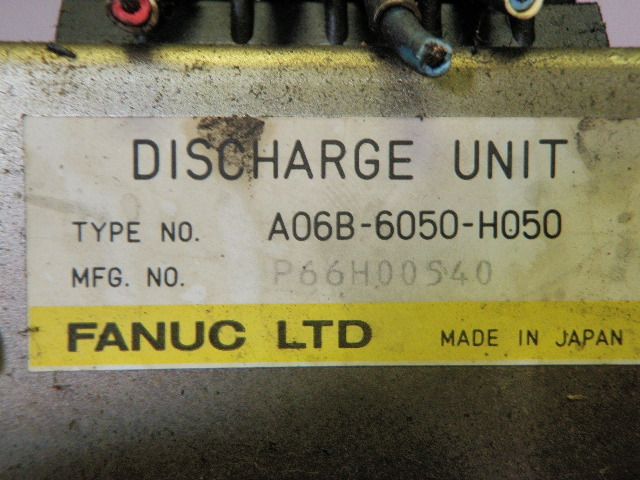 DISCHARGE UNIT
TYPE NO. A06B-6050-H050
MFG. NO. P66H00540
FANUC LTD MADE IN JAPAN